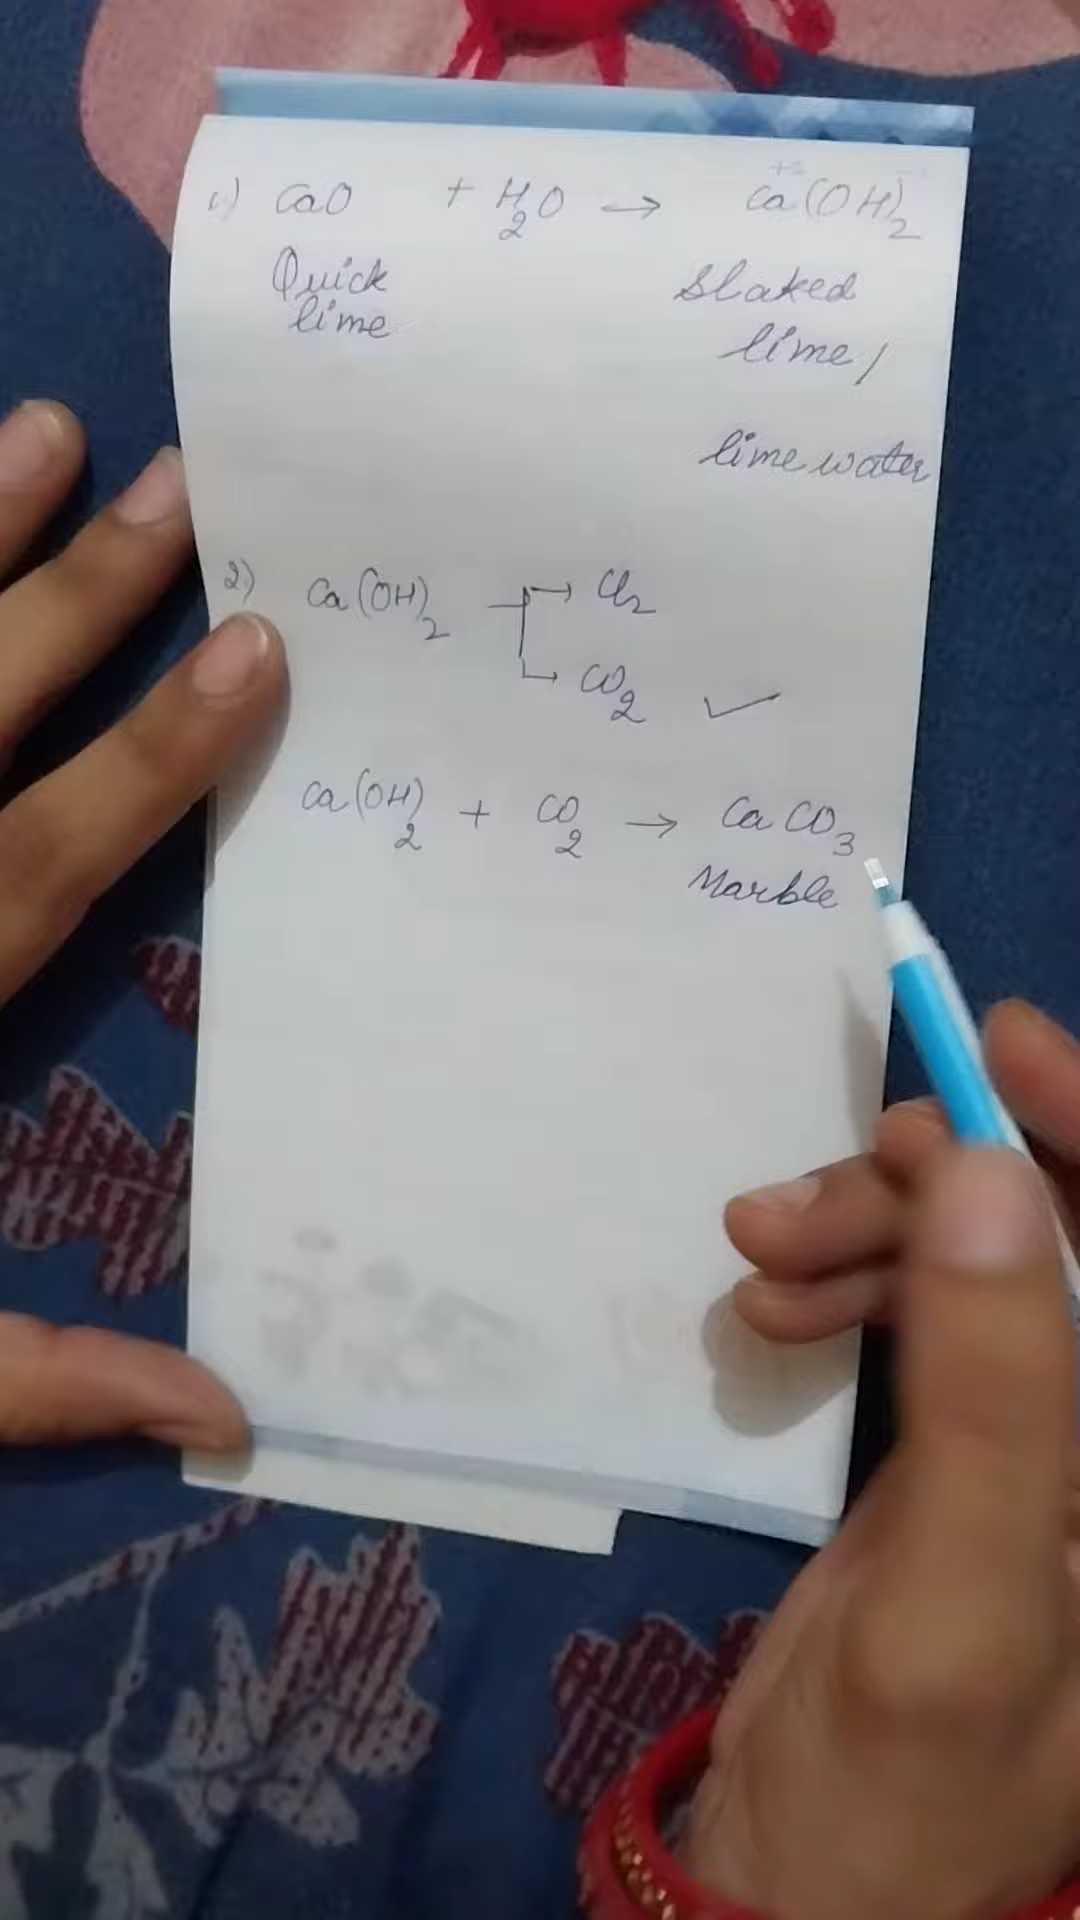 1) CaO + H2O → Ca(OH)2
Quick Slaked
lime lime/
lime water
2) Ca(OH)2 → Cl2
→ CO2 ✓
Ca(OH)2 + CO2 → CaCO3
Marble